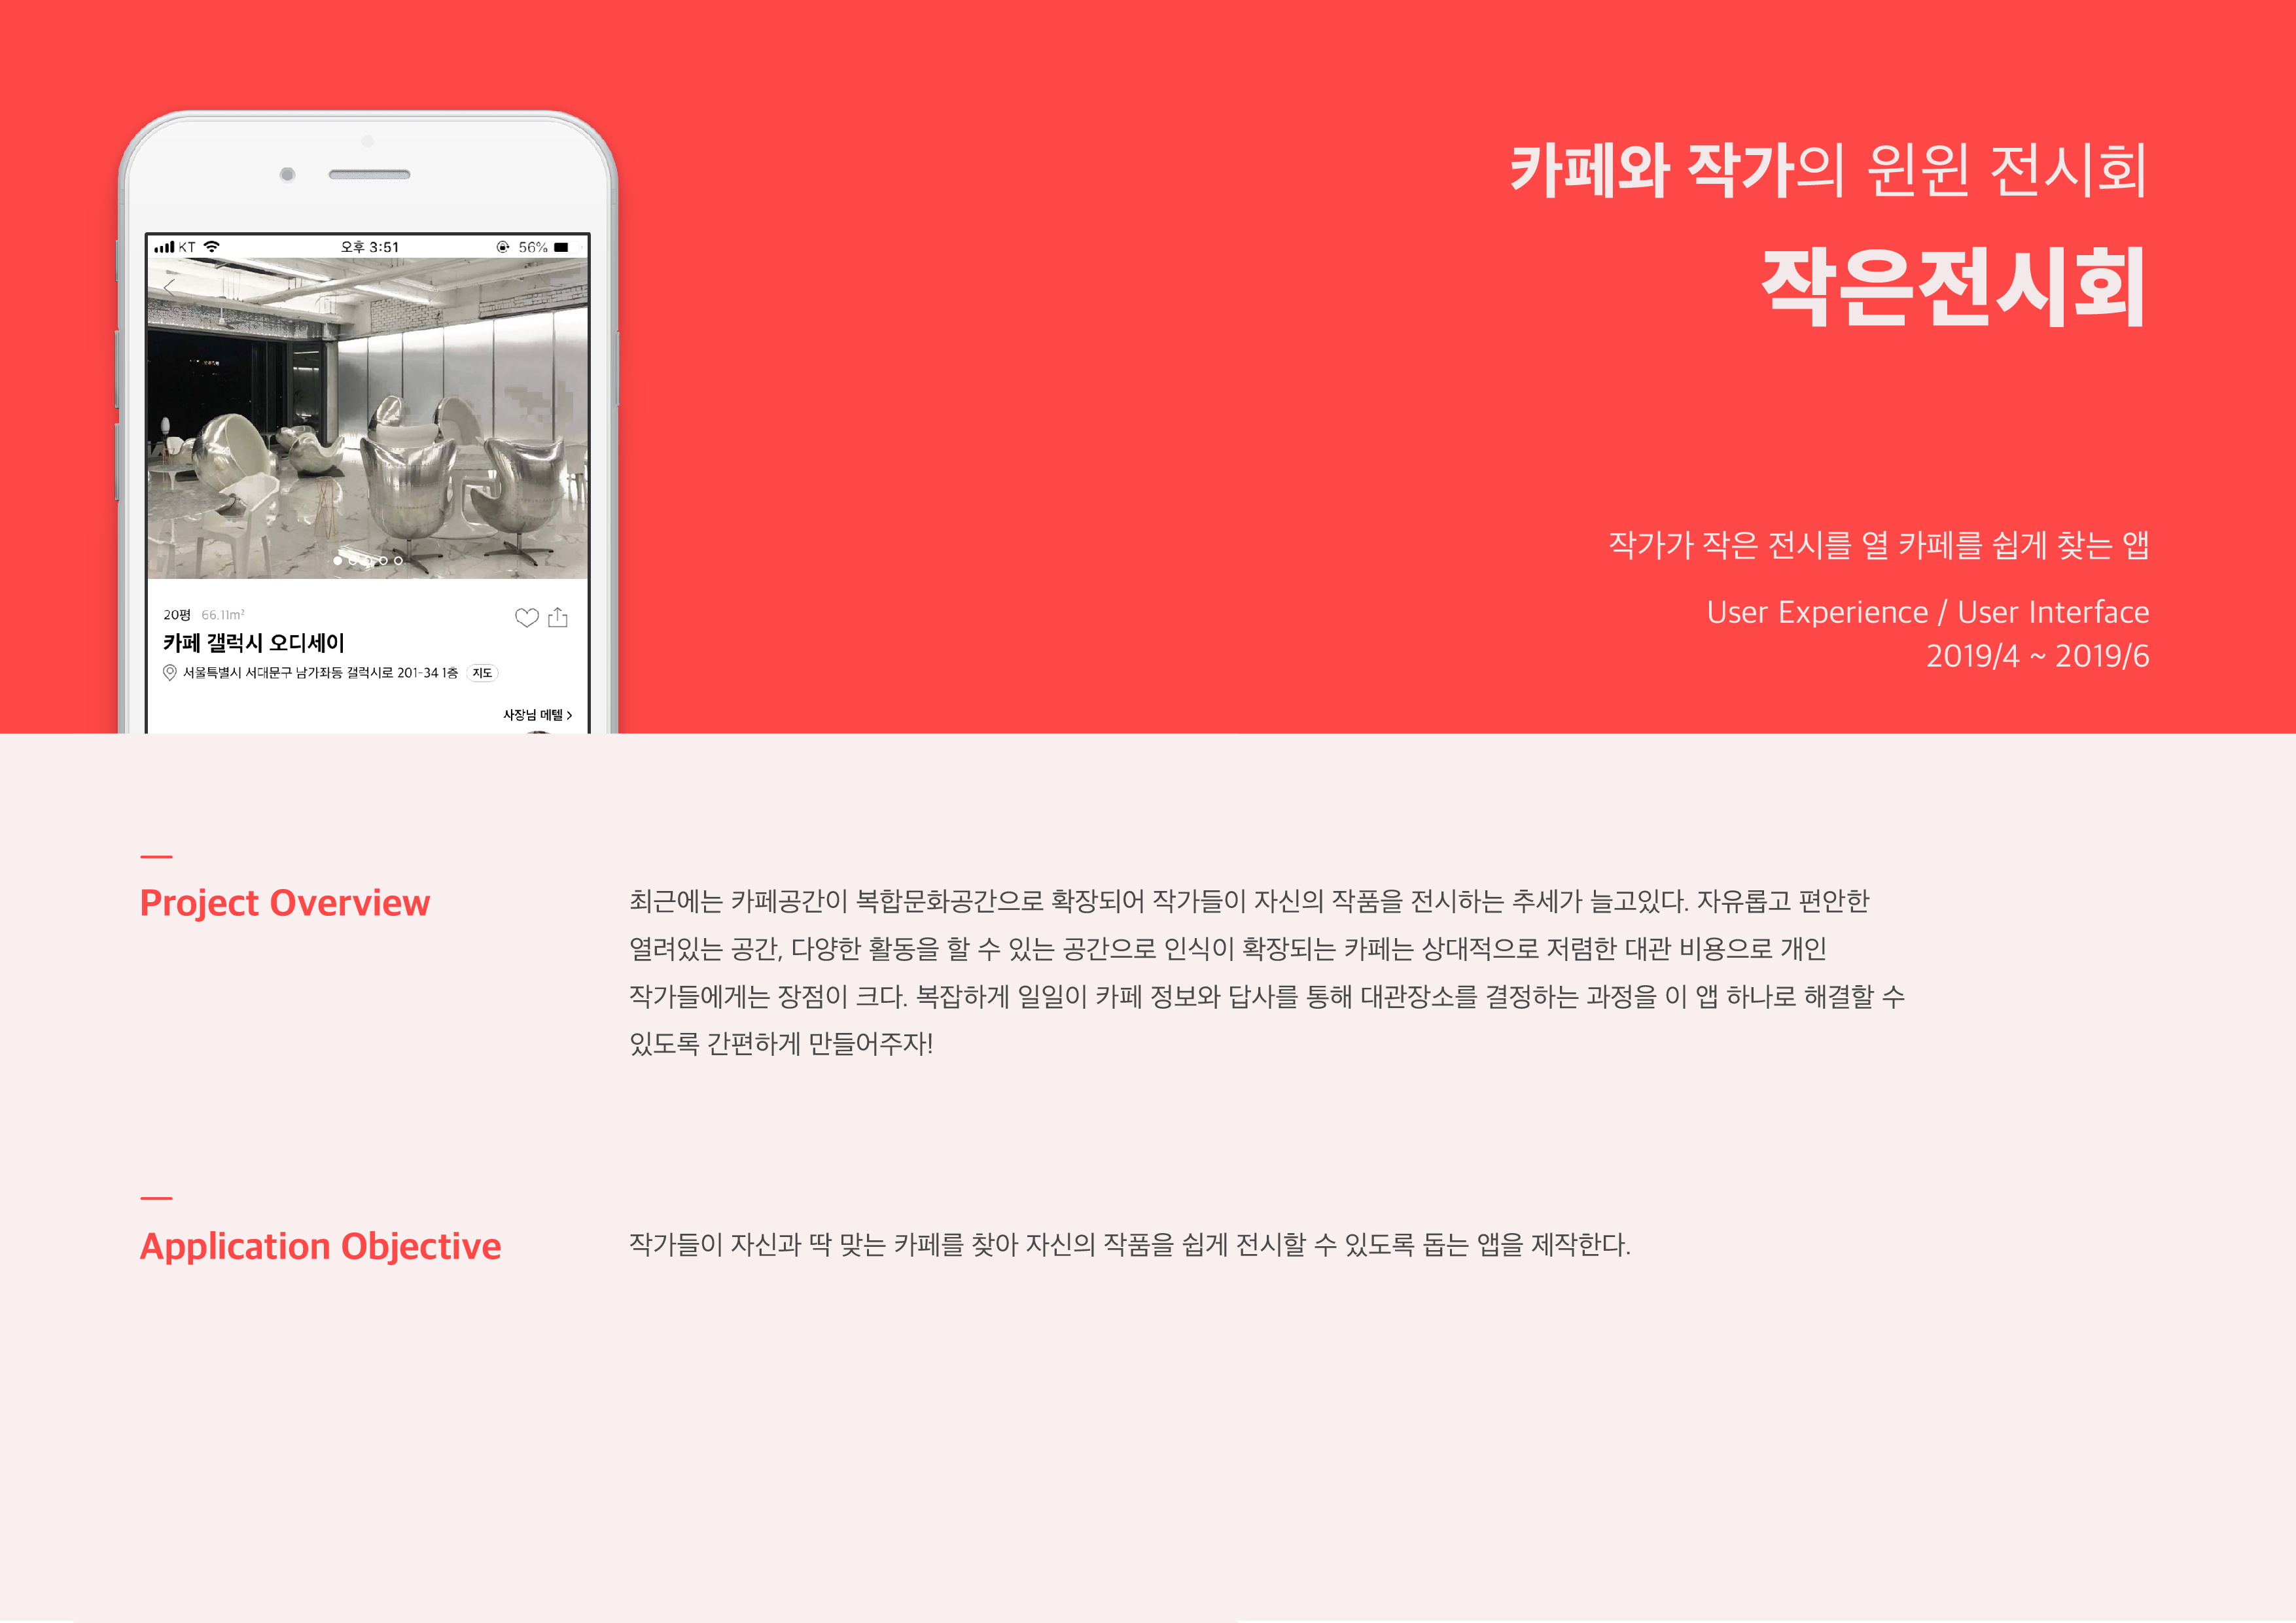 카페와 작가의 윈윈 전시회
작은전시회
작가가 작은 전시를 열 카페를 쉽게 찾는 앱
User Experience / User Interface
2019/4 ~ 2019/6
KT 오후 3:51 56%
20평 66.11m²
카페 갤럭시 오디세이
서울특별시 서대문구 남가좌동 갤럭시로 201-34 1층 지도
사장님 메텔 >
Project Overview
최근에는 카페공간이 복합문화공간으로 확장되어 작가들이 자신의 작품을 전시하는 추세가 늘고있다. 자유롭고 편안한
열려있는 공간, 다양한 활동을 할 수 있는 공간으로 인식이 확장되는 카페는 상대적으로 저렴한 대관 비용으로 개인
작가들에게는 장점이 크다. 복잡하게 일일이 카페 정보와 답사를 통해 대관장소를 결정하는 과정을 이 앱 하나로 해결할 수
있도록 간편하게 만들어주자!
Application Objective
작가들이 자신과 딱 맞는 카페를 찾아 자신의 작품을 쉽게 전시할 수 있도록 돕는 앱을 제작한다.